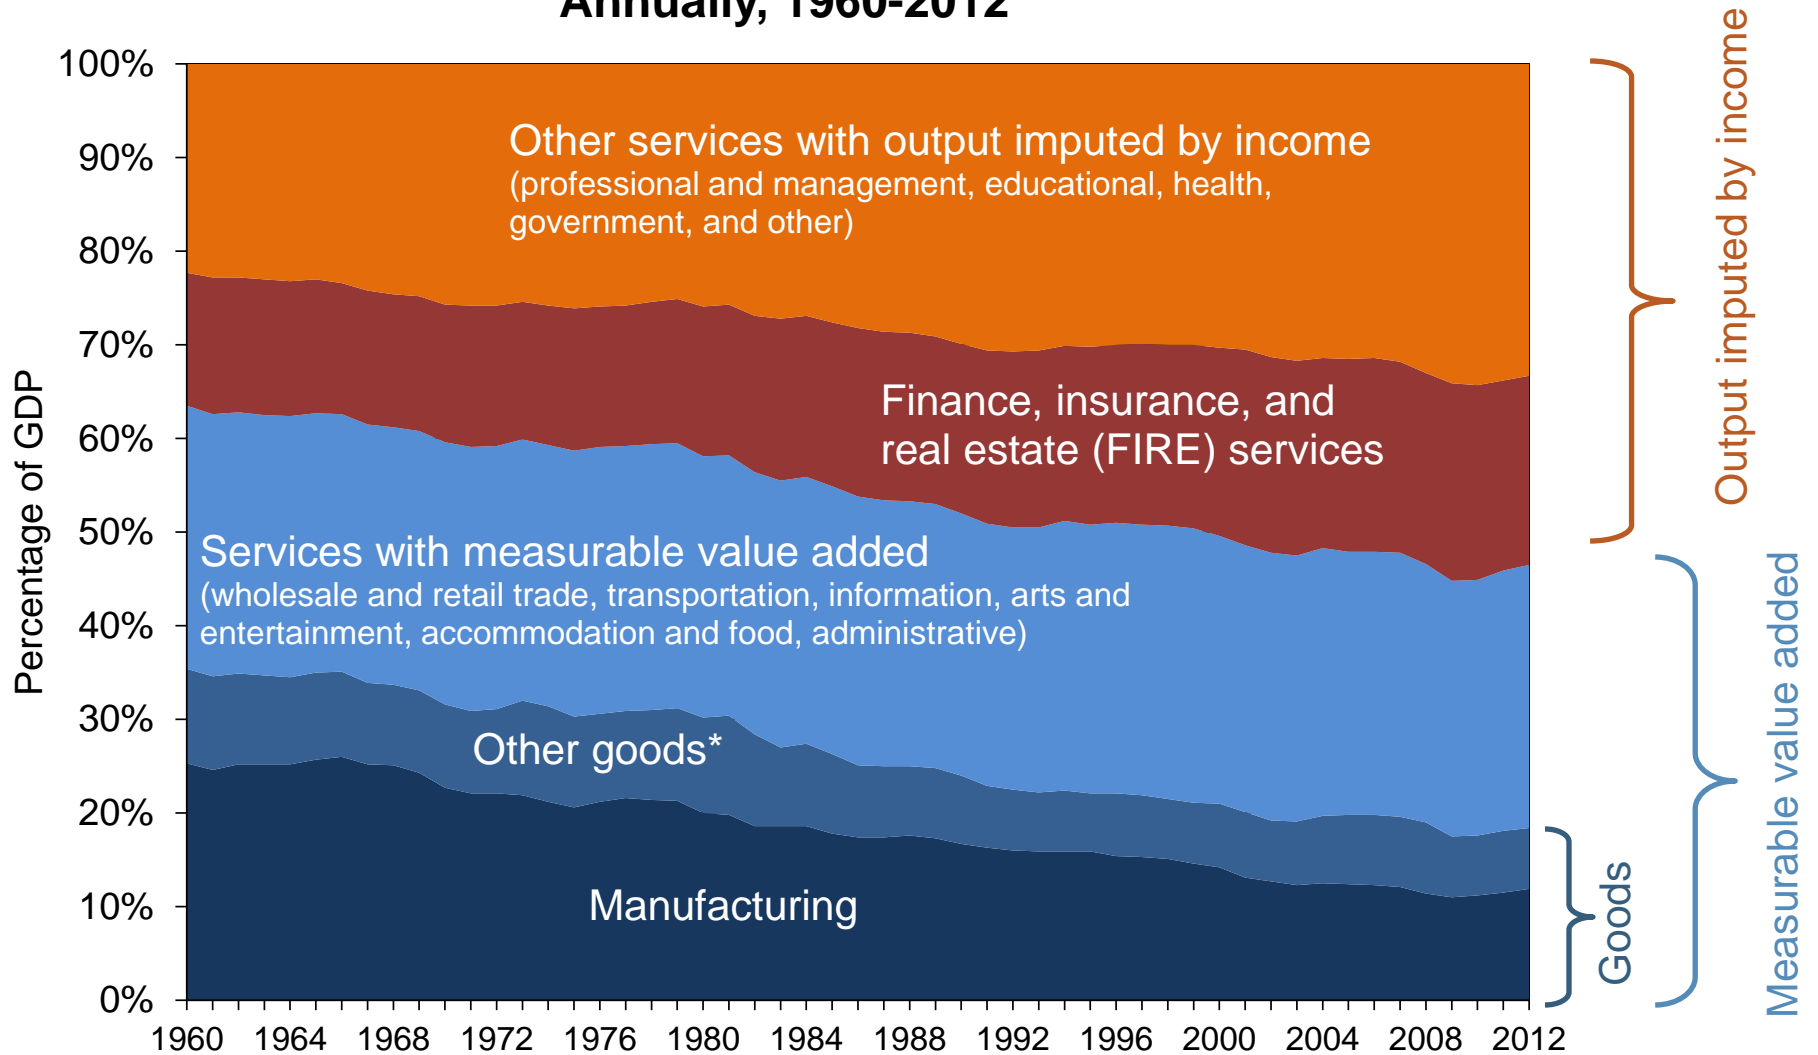 Annually, 1960-2012
100%
90%
80%
70%
60%
50%
40%
30%
20%
10%
0%
Percentage of GDP
Other services with output imputed by income
(professional and management, educational, health,
government, and other)
Finance, insurance, and
real estate (FIRE) services
Services with measurable value added
(wholesale and retail trade, transportation, information, arts and
entertainment, accommodation and food, administrative)
Other goods*
Manufacturing
1960 1964 1968 1972 1976 1980 1984 1988 1992 1996 2000 2004 2008 2012
Output imputed by income
Measurable value added
Goods